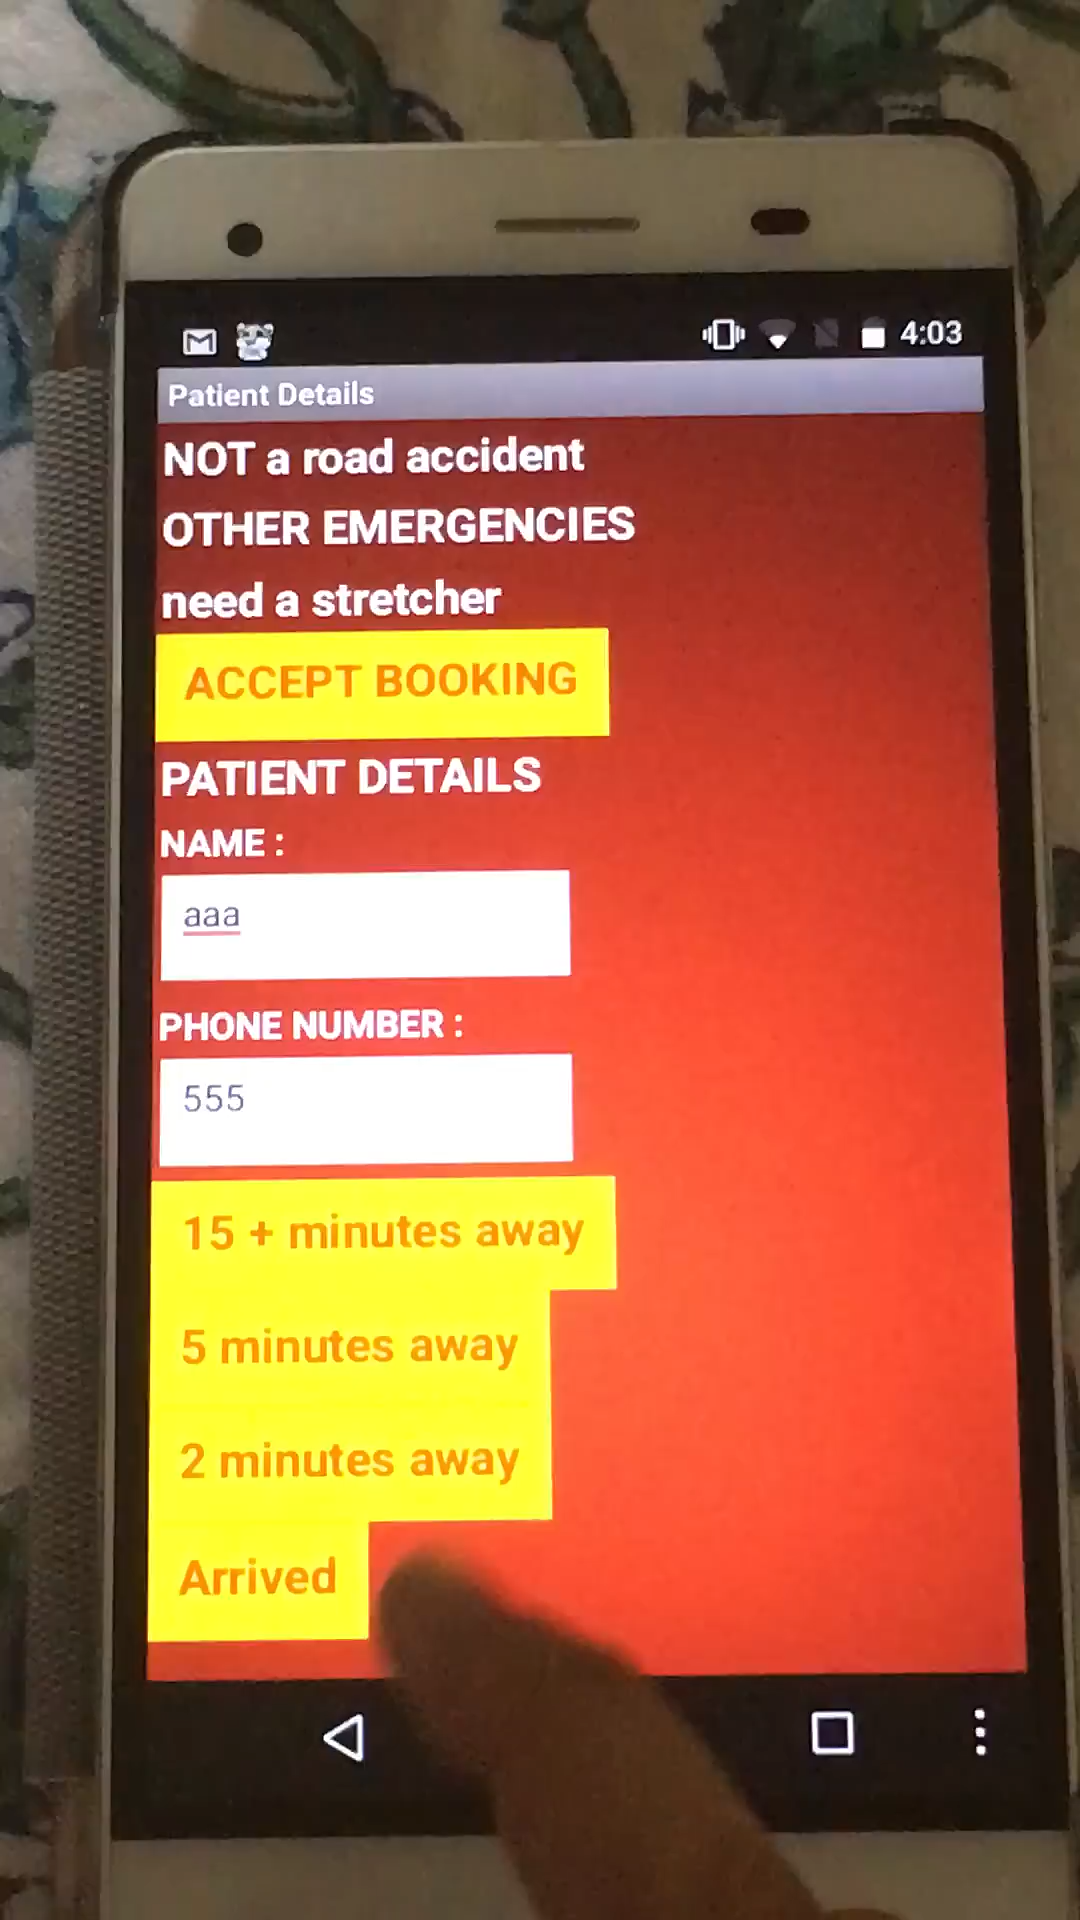 4:03
Patient Details
NOT a road accident
OTHER EMERGENCIES
need a stretcher
ACCEPT BOOKING
PATIENT DETAILS
NAME :
aaa
PHONE NUMBER :
555
15 + minutes away
5 minutes away
2 minutes away
Arrived